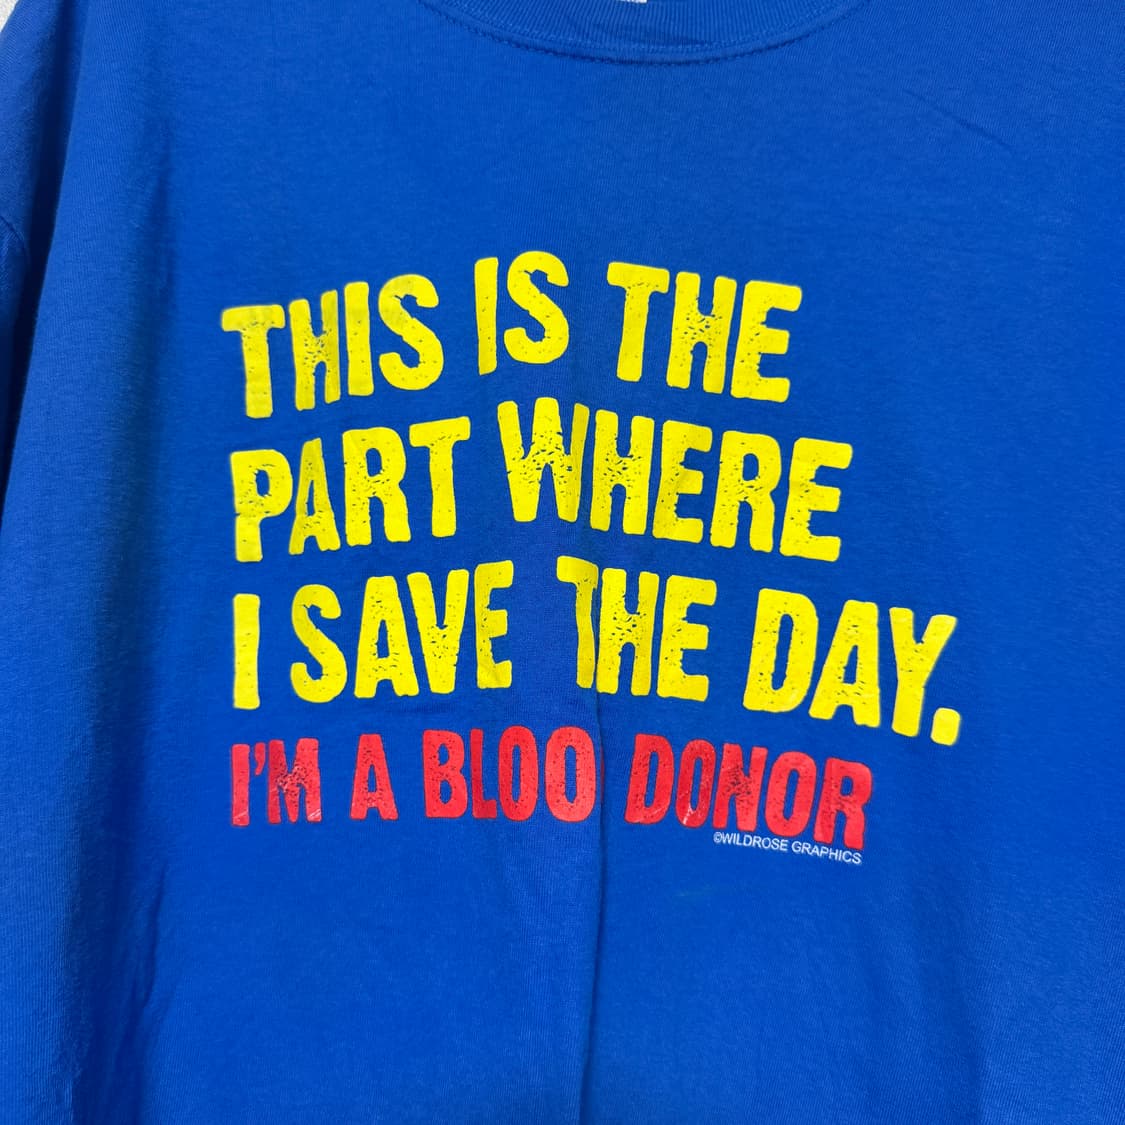 THIS IS THE
PART WHERE
I SAVE THE DAY.
I'M A BLOO DONOR
©WILDROSE GRAPHICS